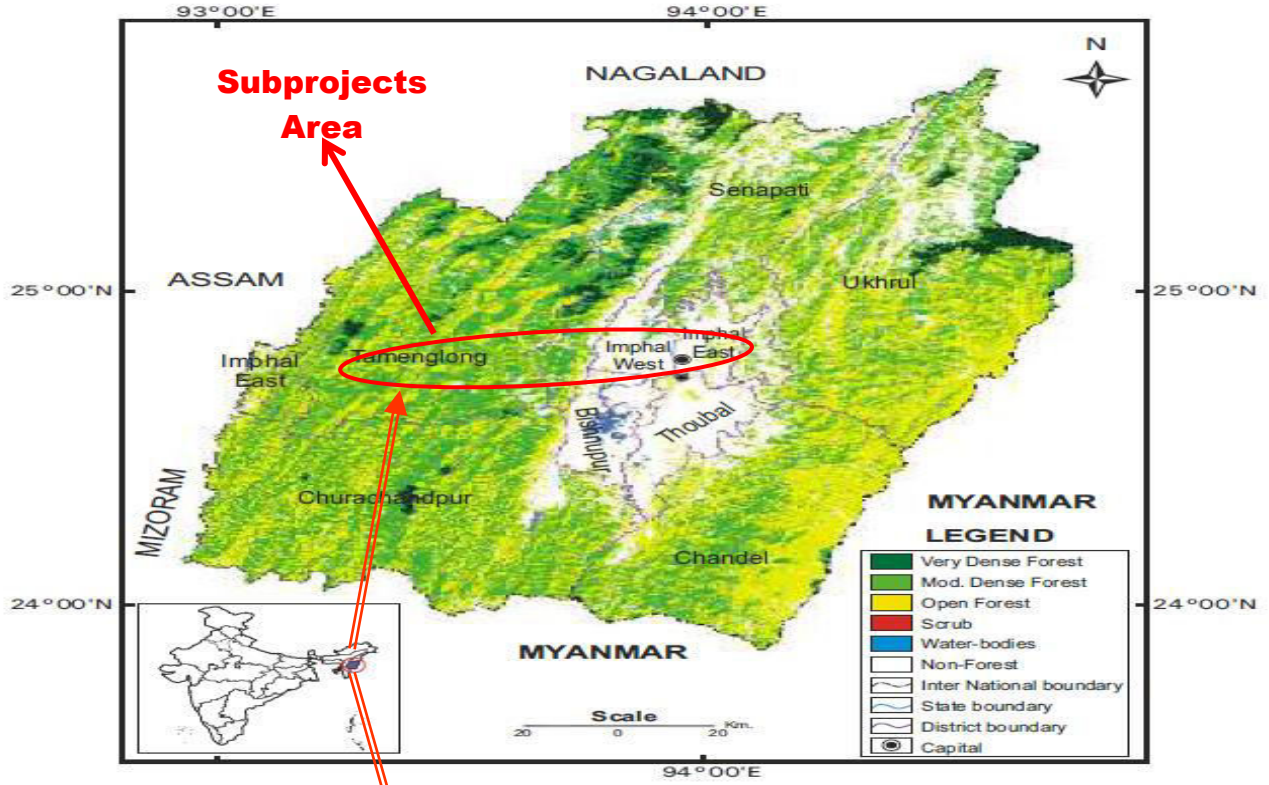 93°00'E
94°00'E
N
Subprojects
Area
NAGALAND
Senapati
ASSAM
Ukhrul
25°00'N
25°00'N
Imphal
East
Tamenglong
Imphal
West
Imphal
East
Bishnupur
Thoubal
Churachandpur
MIZORAM
Chandel
MYANMAR
LEGEND
Very Dense Forest
Mod. Dense Forest
Open Forest
Scrub
Water-bodies
Non-Forest
Inter National boundary
State boundary
District boundary
Capital
24°00'N
24°00'N
MYANMAR
Scale
20 0 20 Km.
94°00'E